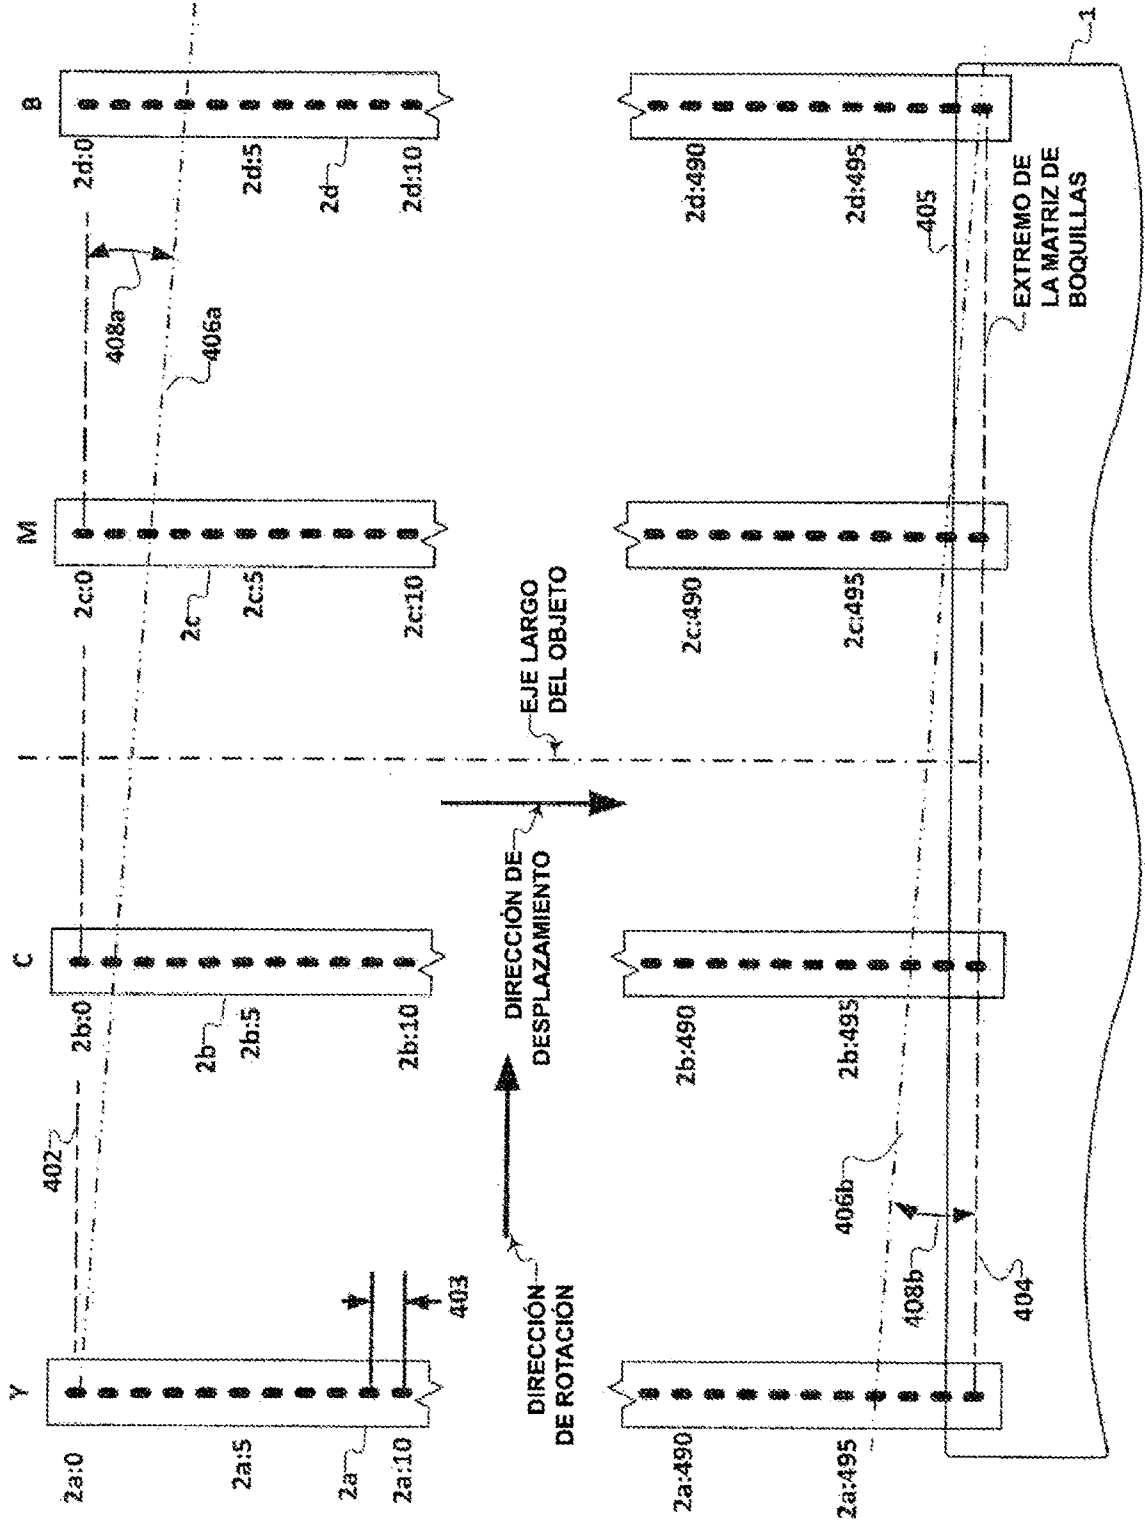 Y
C
M
B
2a:0
2a:5
2a
2a:10
2a:490
2a:495
2b:0
2b
2b:5
2b:10
2b:490
2b:495
2c:0
2c
2c:5
2c:10
2c:490
2c:495
2d:0
2d:5
2d
2d:10
2d:490
2d:495
402
403
404
405
406a
406b
408a
408b
1
DIRECCIÓN
DE ROTACIÓN
DIRECCIÓN DE
DESPLAZAMIENTO
EJE LARGO
DEL OBJETO
EXTREMO DE
LA MATRIZ DE
BOQUILLAS